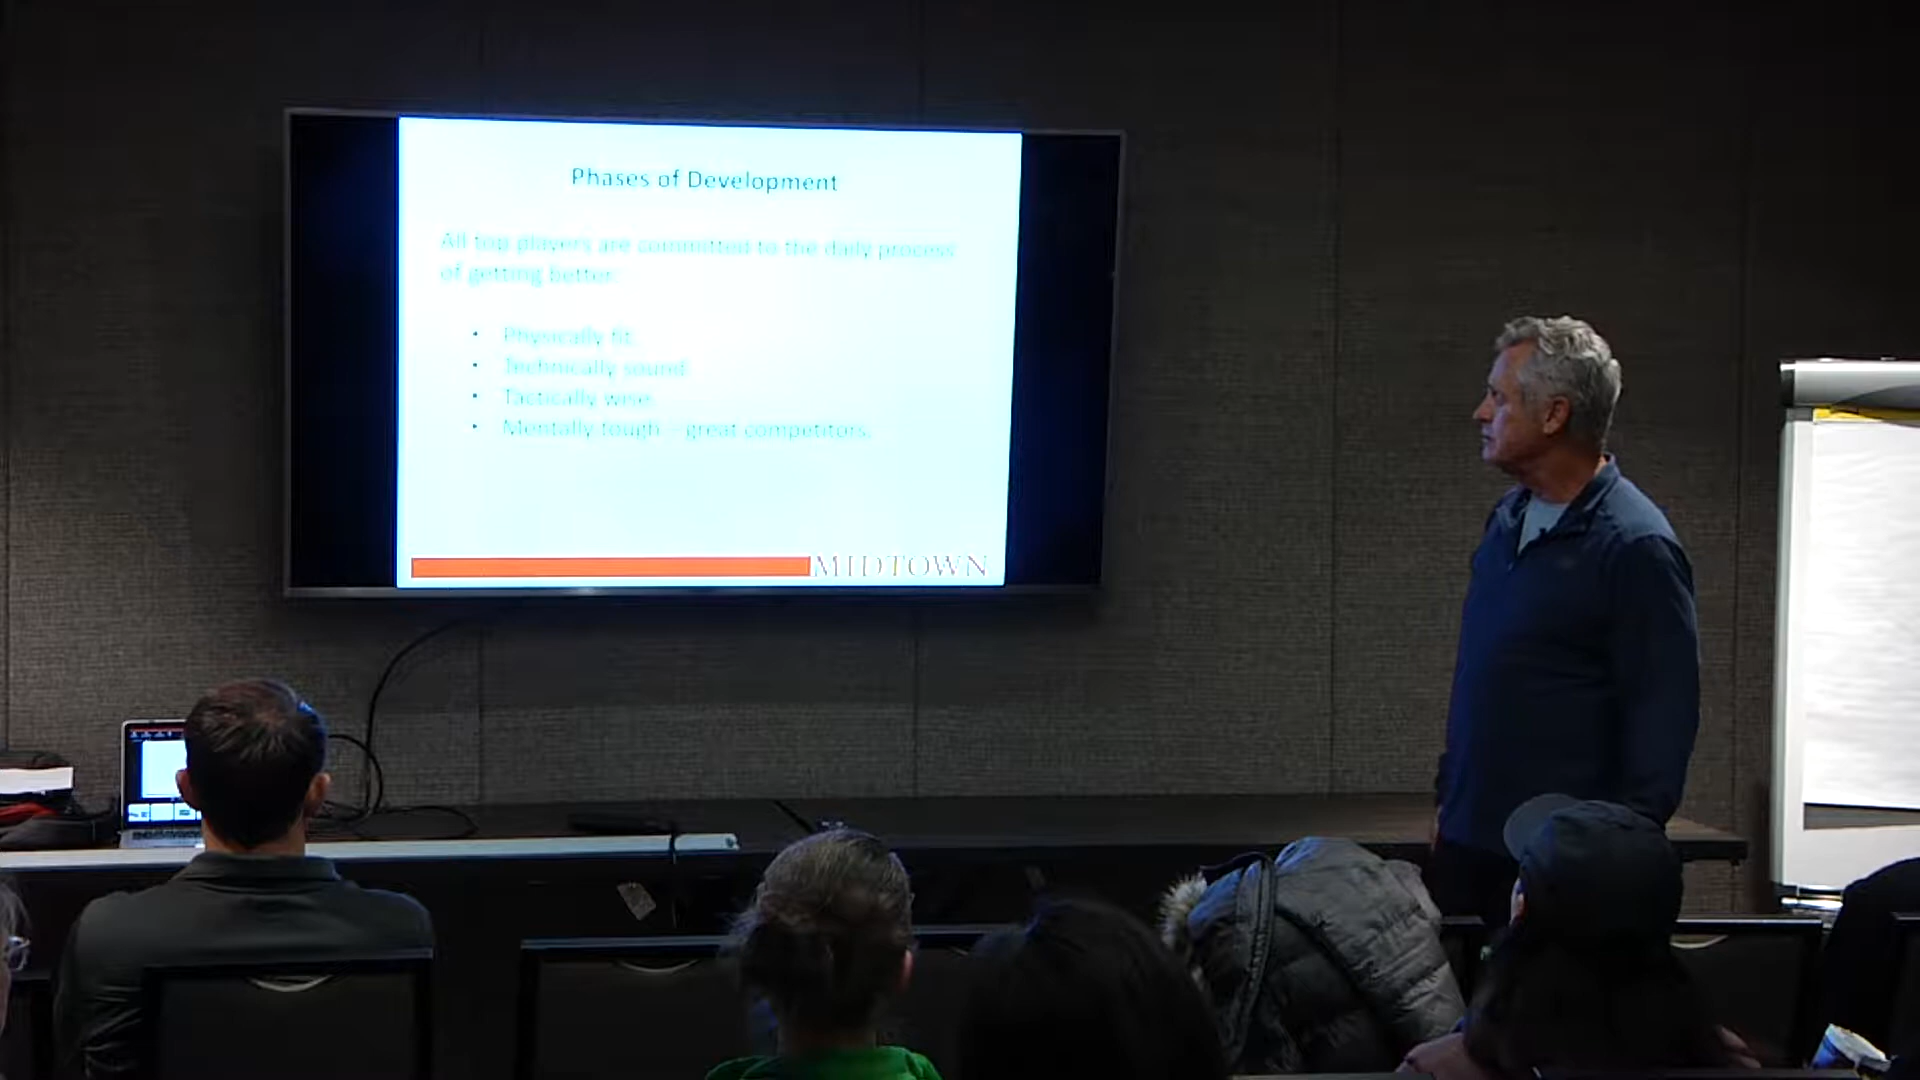 Phases of Development
All top players are committed to the daily process
of getting better:
• Physically fit.
• Technically sound.
• Tactically wise.
• Mentally tough – great competitors.
MIDTOWN